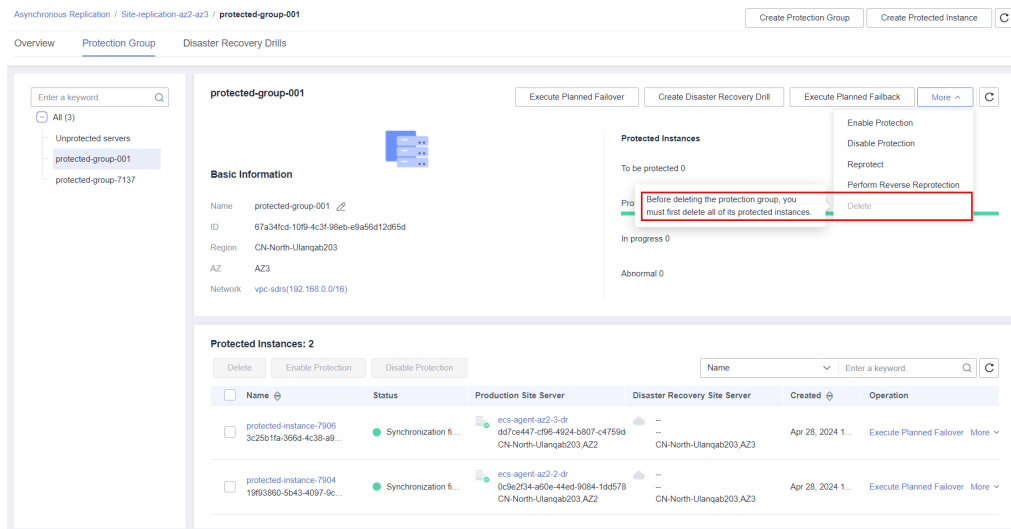 Asynchronous Replication / Site-replication-az2-az3 / protected-group-001
Create Protection Group
Create Protected Instance
Overview
Protection Group
Disaster Recovery Drills
Enter a keyword.
All (3)
Unprotected servers
protected-group-001
protected-group-7137
protected-group-001
Execute Planned Failover
Create Disaster Recovery Drill
Execute Planned Failback
More
Enable Protection
Disable Protection
Reprotect
Perform Reverse Reprotection
Delete
Basic Information
Name protected-group-001
ID 67a34fcd-10f9-4c3f-98eb-e9a56d12d65d
Region CN-North-Ulanqab203
AZ AZ3
Network vpc-sdrs(192.168.0.0/16)
Protected Instances
To be protected 0
Pro
Before deleting the protection group, you
must first delete all of its protected instances.
In progress 0
Abnormal 0
Protected Instances: 2
Delete
Enable Protection
Disable Protection
Name
Enter a keyword.
Name Status Production Site Server Disaster Recovery Site Server Created Operation
protected-instance-7906
3c25b1fa-366d-4c38-a9...
Synchronization fi...
ecs-agent-az2-3-dr
dd7ce447-cf96-4924-b807-c4759d
CN-North-Ulanqab203,AZ2
--
--
CN-North-Ulanqab203,AZ3
Apr 28, 2024 1...
Execute Planned Failover More
protected-instance-7904
19f93860-5b43-4097-9c...
Synchronization fi...
ecs-agent-az2-2-dr
0c9e2f34-a60e-44ed-9084-1dd578
CN-North-Ulanqab203,AZ2
--
--
CN-North-Ulanqab203,AZ3
Apr 28, 2024 1...
Execute Planned Failover More